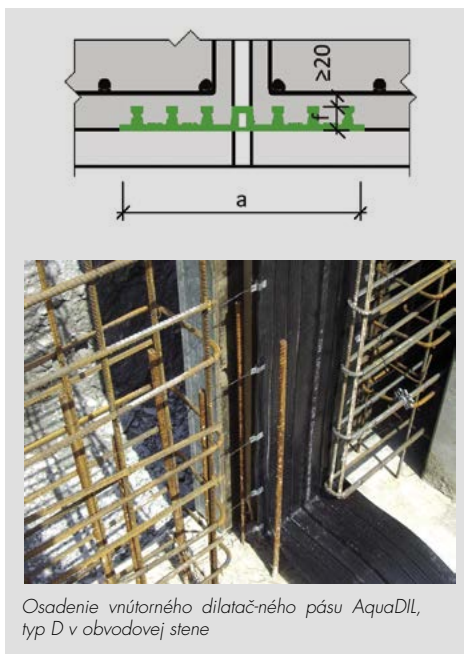 ≥20
f
a
Osadenie vnútorného dilatač-ného pásu AquaDIL,
typ D v obvodovej stene